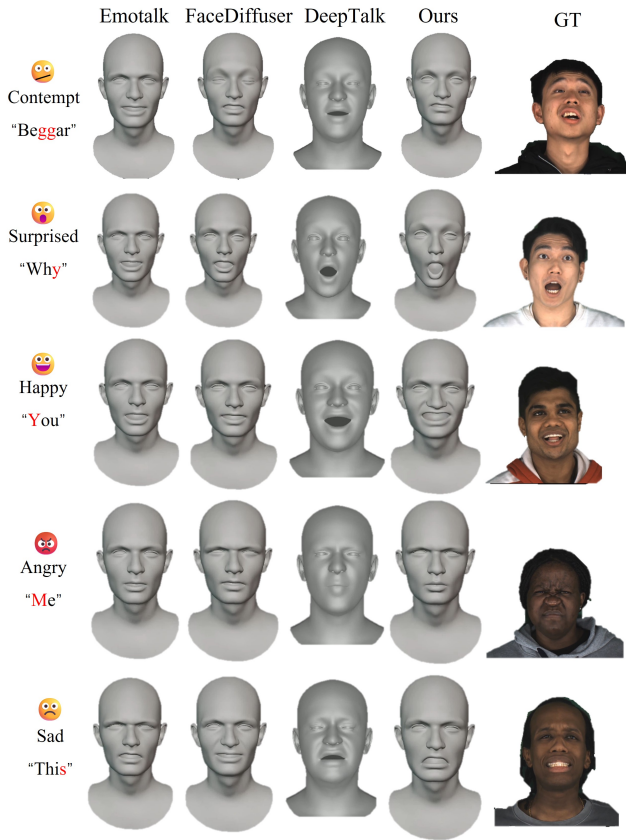 Emotalk FaceDiffuser DeepTalk Ours GT
Contempt
“Beggar”
Surprised
“Why”
Happy
“You”
Angry
“Me”
Sad
“This”